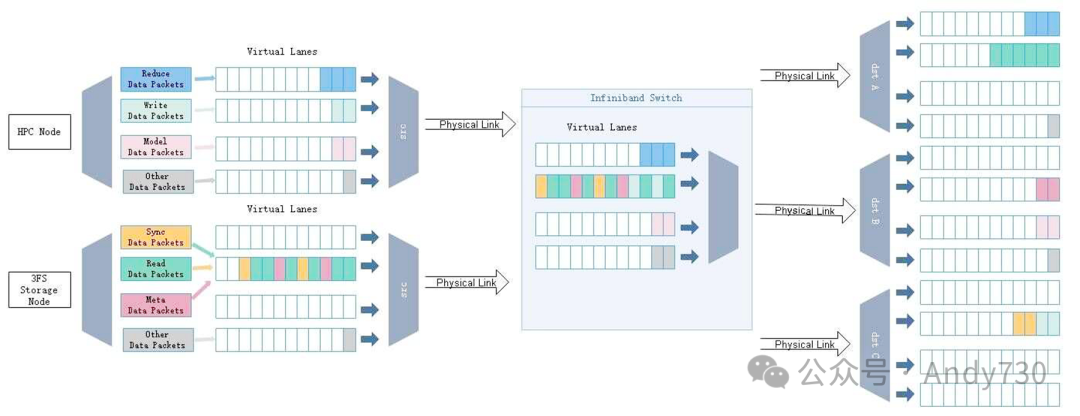 Virtual Lanes
HPC Node
Reduce
Data Packets
Write
Data Packets
Model
Data Packets
Other
Data Packets
src
Physical Link
Virtual Lanes
3FS
Storage
Node
Sync
Data Packets
Read
Data Packets
Meta
Data Packets
Other
Data Packets
src
Physical Link
Infiniband Switch
Virtual Lanes
Physical Link
dst A
Physical Link
dst B
Physical Link
dst C
公众号 · Andy730